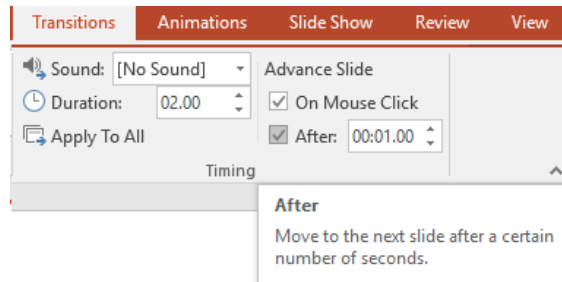 Transitions Animations Slide Show Review View
Sound: [No Sound] Advance Slide
Duration: 02.00 On Mouse Click
Apply To All After: 00:01.00
Timing
After
Move to the next slide after a certain
number of seconds.